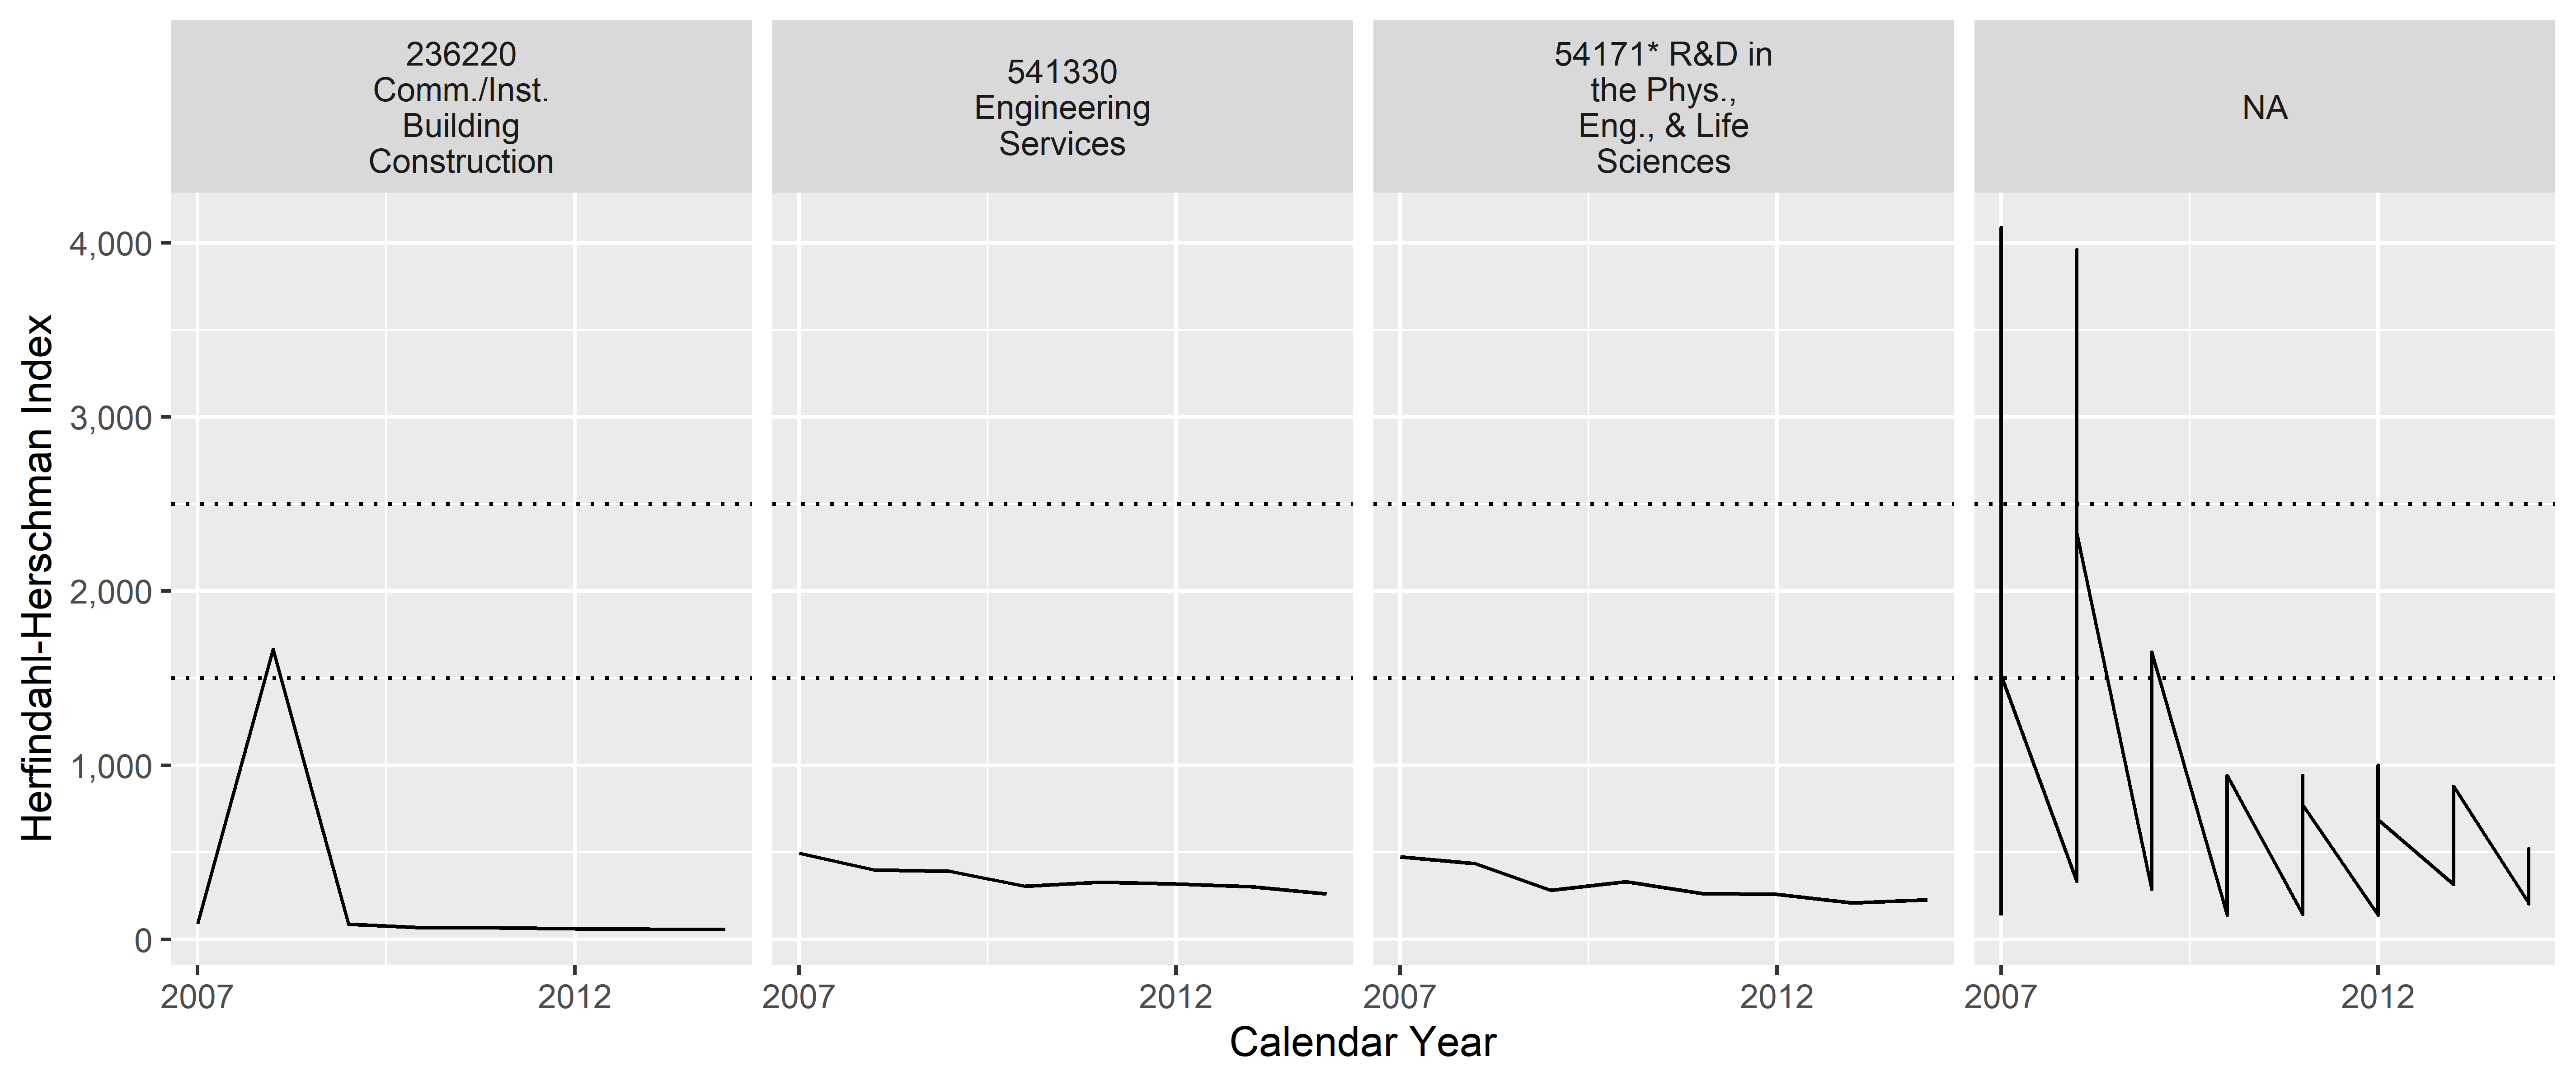 236220
Comm./Inst.
Building
Construction
541330
Engineering
Services
54171* R&D in
the Phys.,
Eng., & Life
Sciences
NA
Herfindahl-Herschman Index
4,000
3,000
2,000
1,000
0
2007
2012
2007
2012
2007
2012
2007
2012
Calendar Year